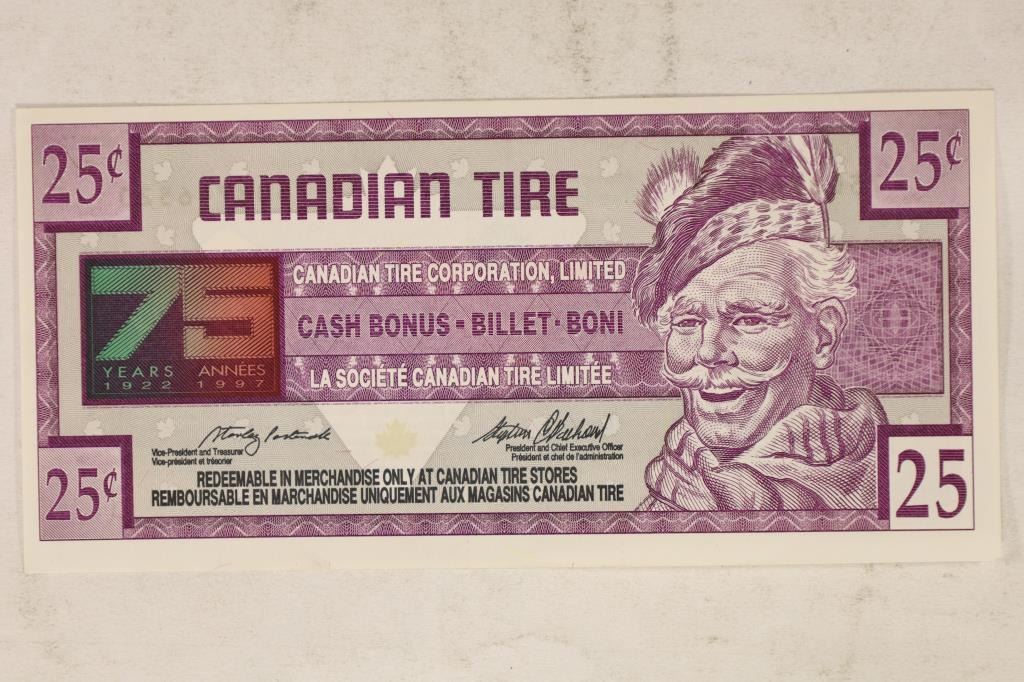 25¢
25¢
CANADIAN TIRE
CANADIAN TIRE CORPORATION, LIMITED
CASH BONUS - BILLET - BONI
LA SOCIÉTÉ CANADIAN TIRE LIMITÉE
75
YEARS ANNÉES
1922 1997
Vice-President and Treasurer
Vice-président et trésorier
President and Chief Executive Officer
Président et chef de l'administration
REDEEMABLE IN MERCHANDISE ONLY AT CANADIAN TIRE STORES
REMBOURSABLE EN MARCHANDISE UNIQUEMENT AUX MAGASINS CANADIAN TIRE
25¢
25